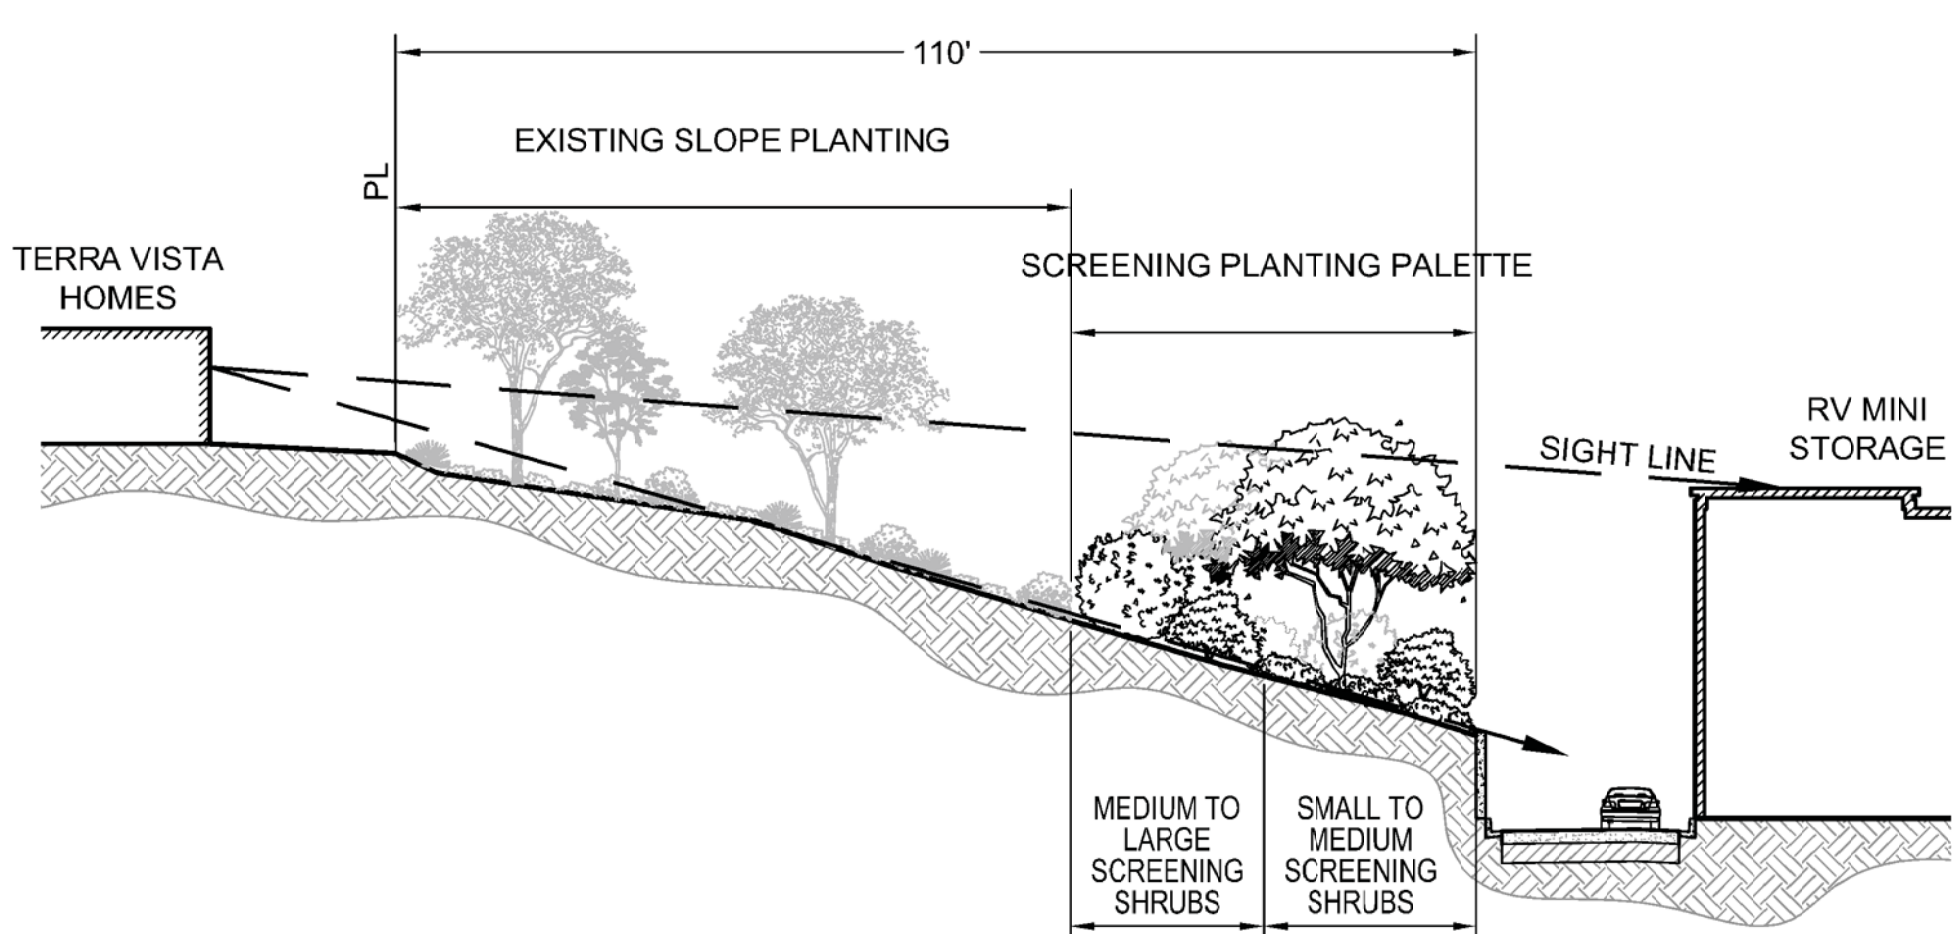 110'
EXISTING SLOPE PLANTING
PL
TERRA VISTA
HOMES
SCREENING PLANTING PALETTE
RV MINI
STORAGE
SIGHT LINE
MEDIUM TO
LARGE
SCREENING
SHRUBS
SMALL TO
MEDIUM
SCREENING
SHRUBS